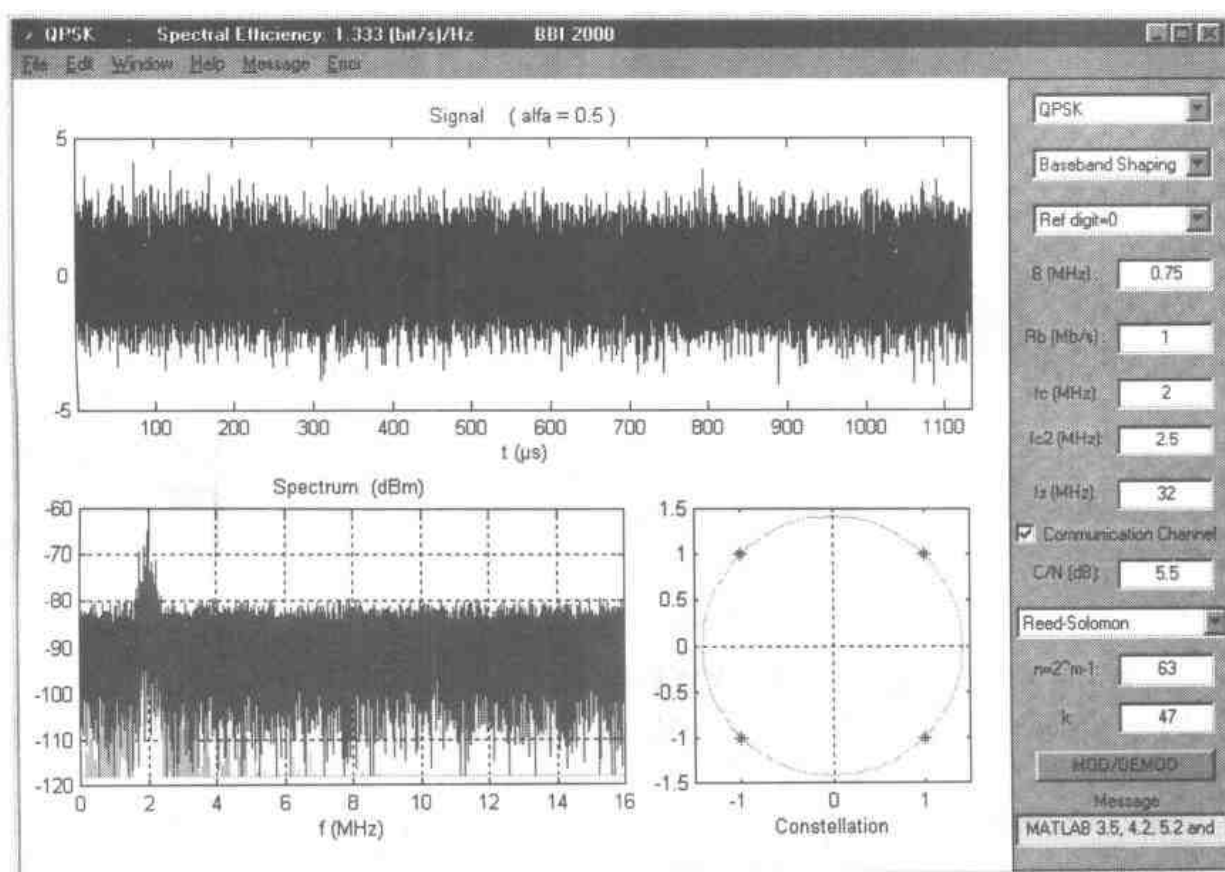 QPSK : Spectral Efficiency: 1.333 (bit/s)/Hz BBI 2000
File Edit Window Help Message
Signal ( alfa = 0.5 )
5
0
-5
100 200 300 400 500 600 700 800 900 1000 1100
t (µs)
Spectrum (dBm)
-60
-70
-80
-90
-100
-110
-120
0 2 4 6 8 10 12 14 16
f (MHz)
1.5
1
0.5
0
-0.5
-1
-1.5
-1 0 1
Constellation
QPSK
Baseband Shaping
Ref digit=0
B (MHz): 0.75
Rb (Mb/s): 1
fc (MHz): 2
fc2 (MHz): 2.5
fs (MHz): 32
Communication Channel
C/N (dB): 5.5
Reed-Solomon
n=2^m-1: 63
k: 47
MOD/DEMOD
Message
MATLAB 3.5, 4.2, 5.2 and